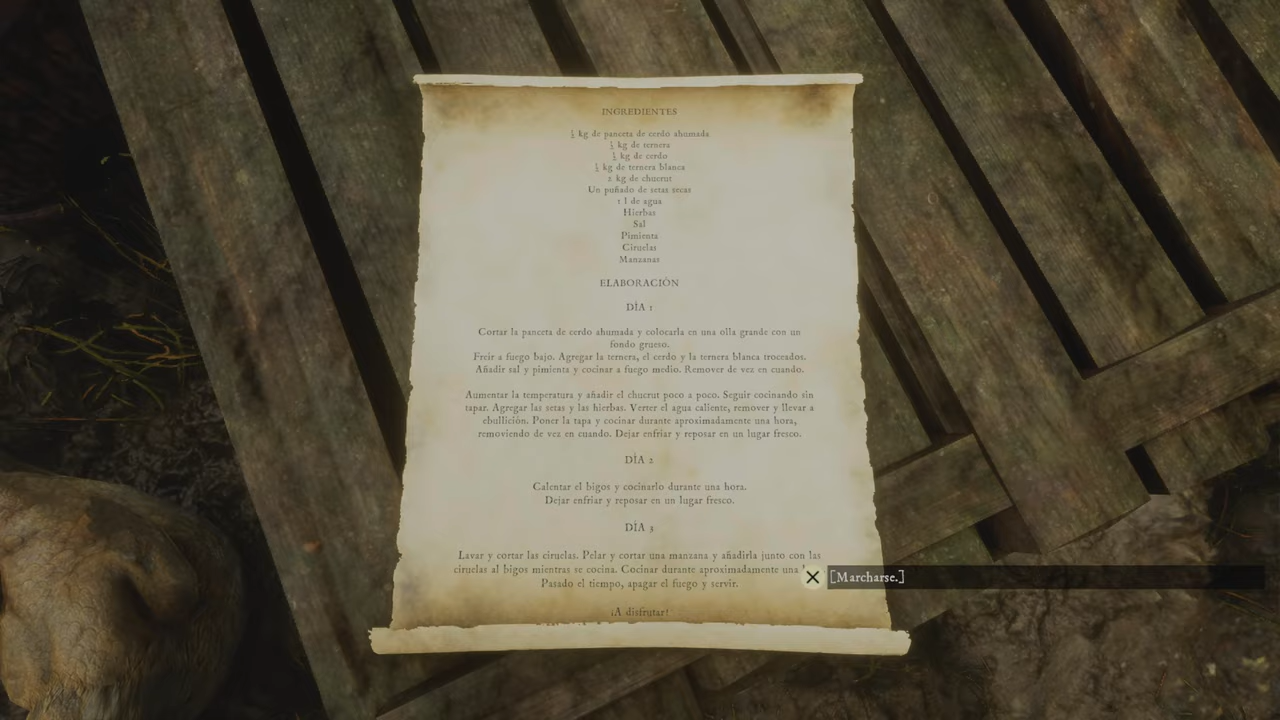 INGREDIENTES
½ kg de panceta de cerdo ahumada
½ kg de ternera
½ kg de cerdo
½ kg de ternera blanca
2 kg de chucrut
Un puñado de setas secas
1 l de agua
Hierbas
Sal
Pimienta
Ciruelas
Manzanas
ELABORACIÓN
DÍA 1
Cortar la panceta de cerdo ahumada y colocarla en una olla grande con un
fondo grueso.
Freír a fuego bajo. Agregar la ternera, el cerdo y la ternera blanca troceados.
Añadir sal y pimienta y cocinar a fuego medio. Remover de vez en cuando.
Aumentar la temperatura y añadir el chucrut poco a poco. Seguir cocinando sin
tapar. Agregar las setas y las hierbas. Verter el agua caliente, remover y llevar a
ebullición. Poner la tapa y cocinar durante aproximadamente una hora,
removiendo de vez en cuando. Dejar enfriar y reposar en un lugar fresco.
DÍA 2
Calentar el bigos y cocinarlo durante una hora.
Dejar enfriar y reposar en un lugar fresco.
DÍA 3
Lavar y cortar las ciruelas. Pelar y cortar una manzana y añadirla junto con las
ciruelas al bigos mientras se cocina. Cocinar durante aproximadamente una
Pasado el tiempo, apagar el fuego y servir.
[Marcharse.]
¡A disfrutar!